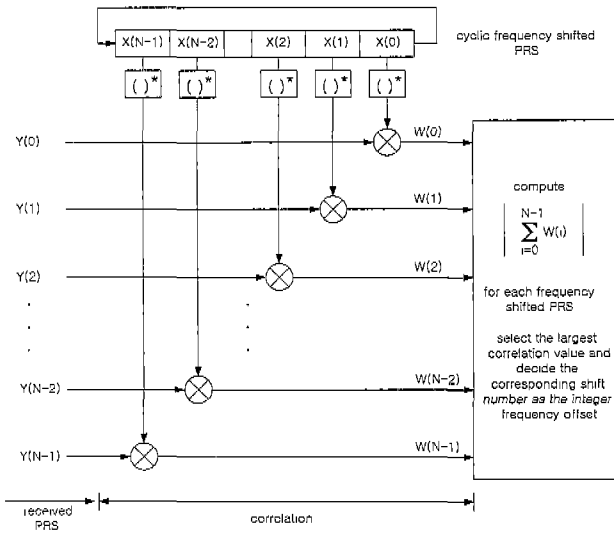 X(N-1) X(N-2) X(2) X(1) X(0)
cyclic frequency shifted
PRS
( )* ( )* ( )* ( )* ( )*
Y(0) W(0)
Y(1) W(1)
Y(2) W(2)
Y(N-2) W(N-2)
Y(N-1) W(N-1)
compute
| N-1 ∑ i=0 W(i) |
for each frequency
shifted PRS
select the largest
correlation value and
decide the
corresponding shift
number as the integer
frequency offset
received
PRS
correlation